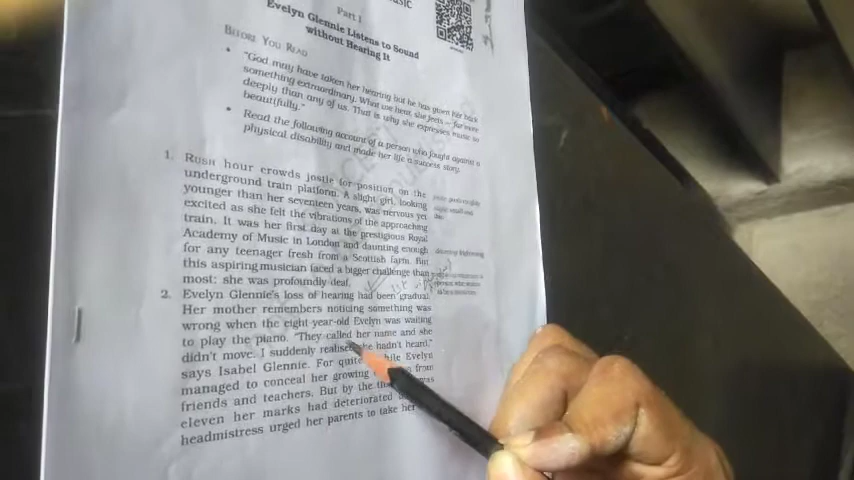 Part I
Evelyn Glennie Listens to Sound
without Hearing It
BEFORE YOU READ
• "God may have taken her hearing but he has given her back
something extraordinary. What we hear, she feels — far more
deeply than any of us. That is why she expresses music so
beautifully."
• Read the following account of a person who fought against a
physical disability and made her life a success story.
1. RUSH hour crowds jostle for position on the
underground train platform. A slight girl, looking
younger than her seventeen years, was nervous yet
excited as she felt the vibrations of the approaching
train. It was her first day at the prestigious Royal
Academy of Music in London and daunting enough
for any teenager fresh from a Scottish farm. But
this aspiring musician faced a bigger challenge than
most: she was profoundly deaf.
2. Evelyn Glennie's loss of hearing had been gradual.
Her mother remembers noticing something was
wrong when the eight-year-old Evelyn was waiting
to play the piano. "They called her name and she
didn't move. I suddenly realised she hadn't heard,"
says Isabel Glennie. For quite while Evelyn
managed to conceal her growing from
friends and teachers. But by the was
eleven her marks had deteriorated
headmistress urged her parents to take her